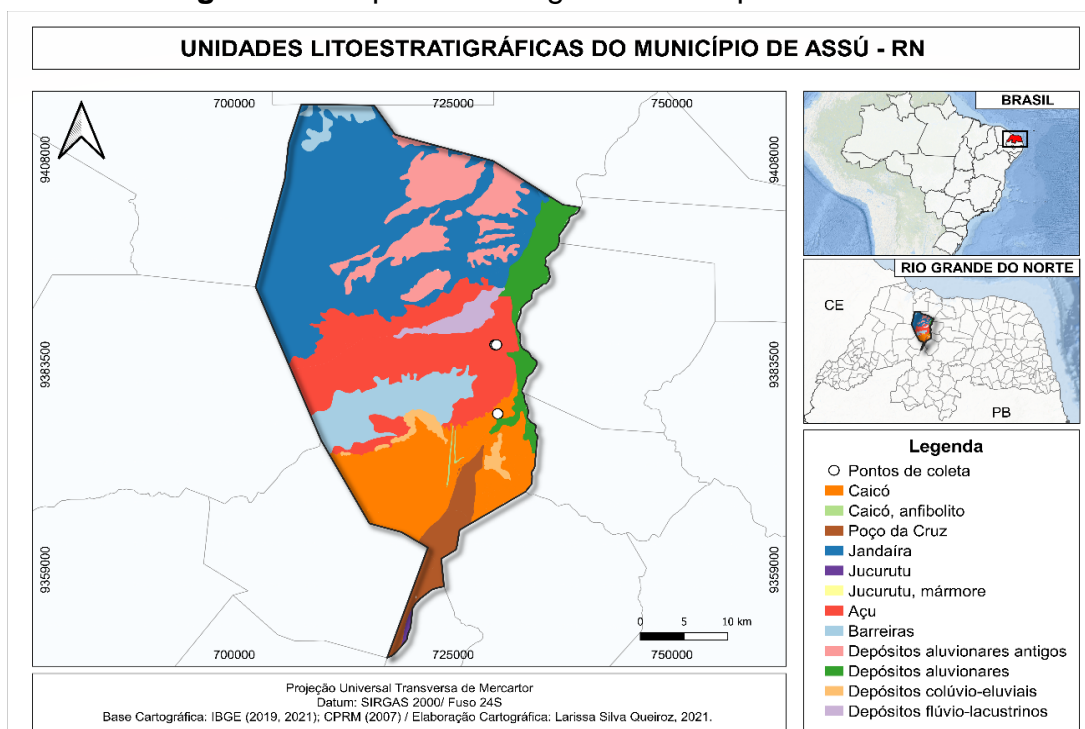 UNIDADES LITOESTRATIGRÁFICAS DO MUNICÍPIO DE ASSÚ - RN
700000
725000
750000
9408000
9408000
9383500
9383500
9359000
9359000
0 5 10 km
700000
725000
750000
Projeção Universal Transversa de Mercartor
Datum: SIRGAS 2000/ Fuso 24S
Base Cartográfica: IBGE (2019, 2021); CPRM (2007) / Elaboração Cartográfica: Larissa Silva Queiroz, 2021.
BRASIL
RIO GRANDE DO NORTE
CE
PB
Legenda
Pontos de coleta
Caicó
Caicó, anfibolito
Poço da Cruz
Jandaíra
Jucurutu
Jucurutu, mármore
Açu
Barreiras
Depósitos aluvionares antigos
Depósitos aluvionares
Depósitos colúvio-eluviais
Depósitos flúvio-lacustrinos